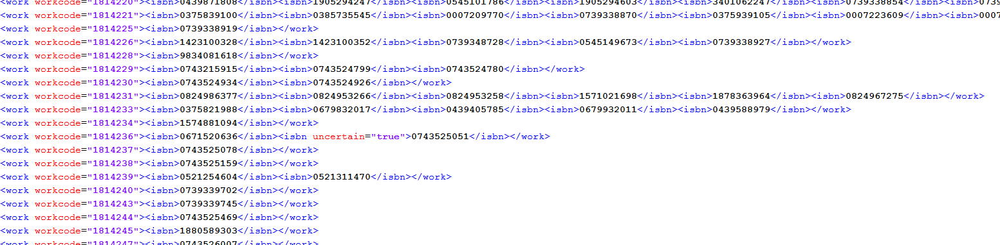 <work workcode="1814220"><isbn>0439871808</isbn><isbn>1905294247</isbn><isbn>0545101786</isbn><isbn>1905294603</isbn><isbn>3401062247</isbn><isbn>0739338854</isbn><isbn>0739
<work workcode="1814221"><isbn>0375839100</isbn><isbn>0385735545</isbn><isbn>0007209770</isbn><isbn>0739338870</isbn><isbn>0375939105</isbn><isbn>0007223609</isbn><isbn>0007
<work workcode="1814225"><isbn>0739338919</isbn></work>
<work workcode="1814226"><isbn>1423100328</isbn><isbn>1423100352</isbn><isbn>0739348728</isbn><isbn>0545149673</isbn><isbn>0739338927</isbn></work>
<work workcode="1814228"><isbn>9834081618</isbn></work>
<work workcode="1814229"><isbn>0743215915</isbn><isbn>0743524799</isbn><isbn>0743524780</isbn></work>
<work workcode="1814230"><isbn>0743524934</isbn><isbn>0743524926</isbn></work>
<work workcode="1814231"><isbn>0824986377</isbn><isbn>0824953266</isbn><isbn>0824953258</isbn><isbn>1571021698</isbn><isbn>1878363964</isbn><isbn>0824967275</isbn></work>
<work workcode="1814233"><isbn>0375821988</isbn><isbn>0679832017</isbn><isbn>0439405785</isbn><isbn>0679932011</isbn><isbn>0439588979</isbn></work>
<work workcode="1814234"><isbn>1574881094</isbn></work>
<work workcode="1814236"><isbn>0671520636</isbn><isbn uncertain="true">0743525051</isbn></work>
<work workcode="1814237"><isbn>0743525078</isbn></work>
<work workcode="1814238"><isbn>0743525159</isbn></work>
<work workcode="1814239"><isbn>0521254604</isbn><isbn>0521311470</isbn></work>
<work workcode="1814240"><isbn>0739339702</isbn></work>
<work workcode="1814243"><isbn>0739339745</isbn></work>
<work workcode="1814244"><isbn>0743525469</isbn></work>
<work workcode="1814245"><isbn>1880589303</isbn></work>
<work workcode="1814247"><isbn>0743526007</isbn></work>